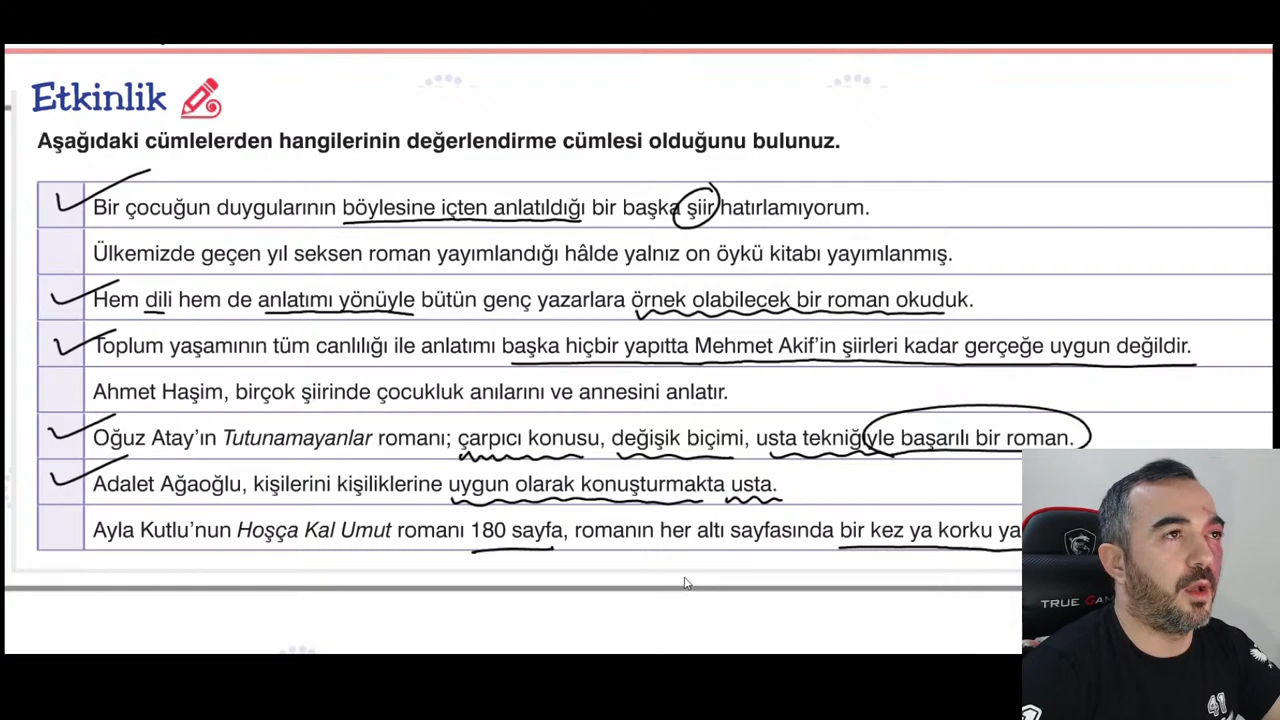 Etkinlik
Aşağıdaki cümlelerden hangilerinin değerlendirme cümlesi olduğunu bulunuz.
Bir çocuğun duygularının böylesine içten anlatıldığı bir başka şiir hatırlamıyorum.
Ülkemizde geçen yıl seksen roman yayımlandığı hâlde yalnız on öykü kitabı yayımlanmış.
Hem dili hem de anlatımı yönüyle bütün genç yazarlara örnek olabilecek bir roman okuduk.
Toplum yaşamının tüm canlılığı ile anlatımı başka hiçbir yapıtta Mehmet Akif'in şiirleri kadar gerçeğe uygun değildir.
Ahmet Haşim, birçok şiirinde çocukluk anılarını ve annesini anlatır.
Oğuz Atay'ın Tutunamayanlar romanı; çarpıcı konusu, değişik biçimi, usta tekniğiyle başarılı bir roman.
Adalet Ağaoğlu, kişilerini kişiliklerine uygun olarak konuşturmakta usta.
Ayla Kutlu'nun Hoşça Kal Umut romanı 180 sayfa, romanın her altı sayfasında bir kez ya korku ya
TRUE GAM
41